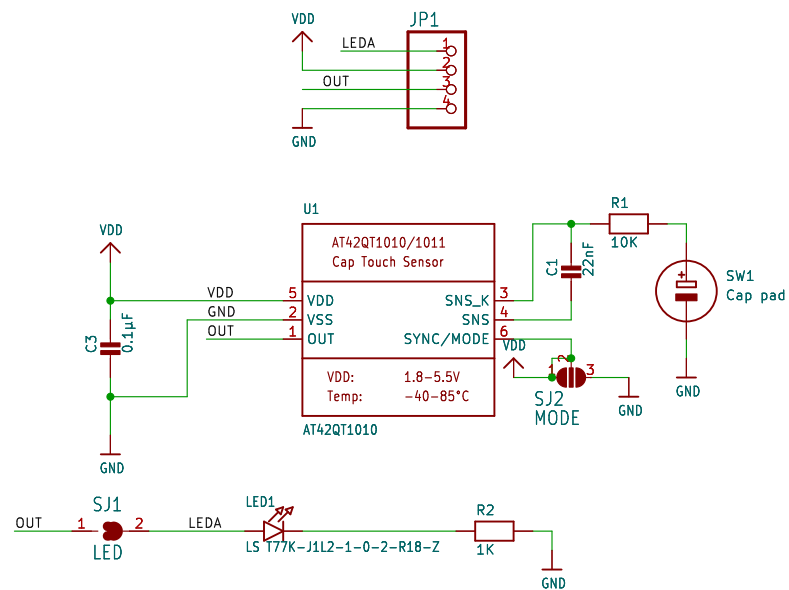 VDD
JP1
LEDA
1
2
OUT
3
4
GND
U1
R1
10K
VDD
AT42QT1010/1011
Cap Touch Sensor
C1
22nF
SW1
Cap pad
VDD
5
VDD
SNS_K
3
GND
2
VSS
SNS
4
OUT
1
OUT
SYNC/MODE
6
C3
0.1µF
VDD
2
1
3
VDD:
1.8-5.5V
Temp:
-40-85°C
SJ2
MODE
GND
GND
AT42QT1010
GND
SJ1
LED1
R2
OUT
1
2
LEDA
LED
LS T77K-J1L2-1-0-2-R18-Z
1K
GND